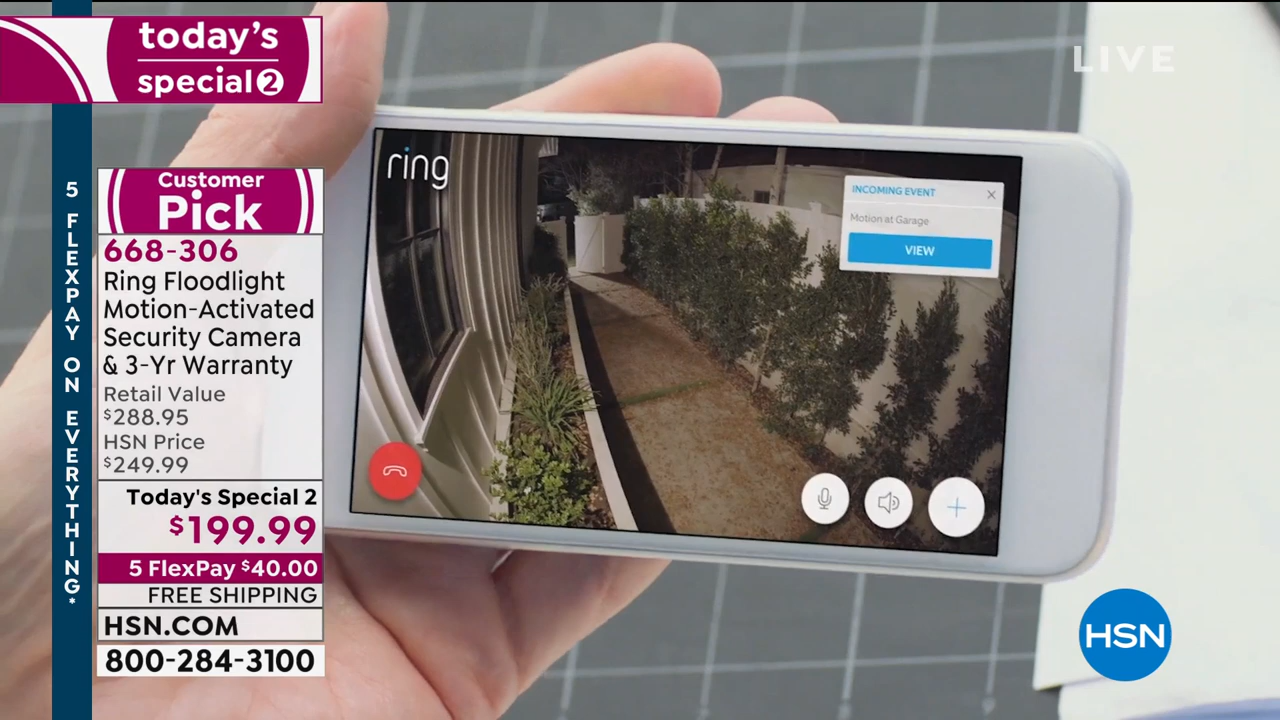 today's
special2
LIVE
5 FLEXPAY ON EVERYTHING*
Customer
Pick
668-306
Ring Floodlight
Motion-Activated
Security Camera
& 3-Yr Warranty
Retail Value
$288.95
HSN Price
$249.99
Today's Special 2
$199.99
5 FlexPay $40.00
FREE SHIPPING
HSN.COM
800-284-3100
ring
INCOMING EVENT
Motion at Garage
VIEW
HSN